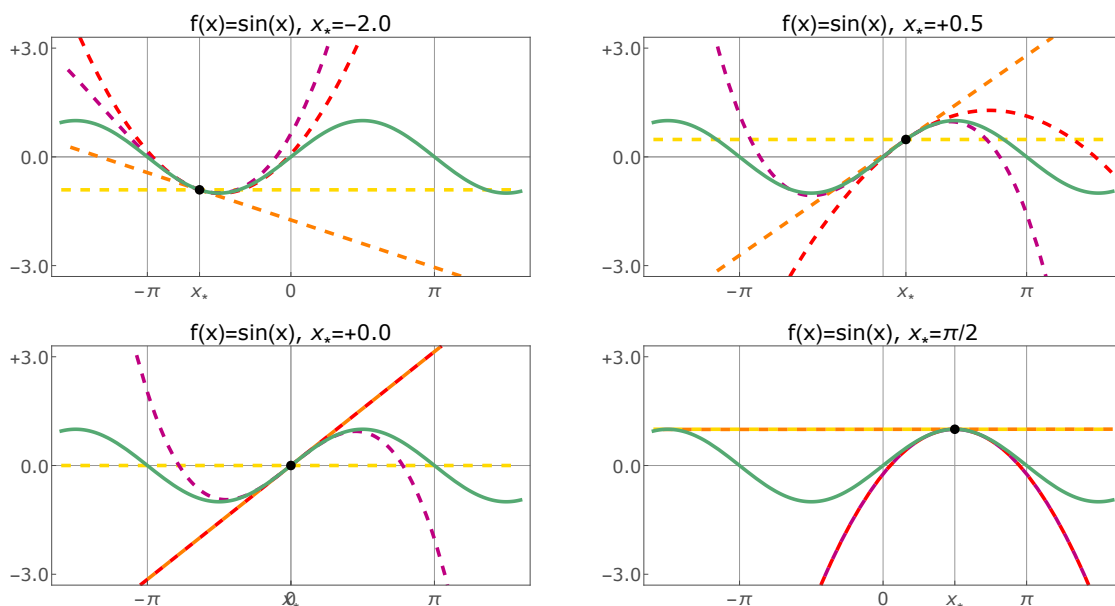 f(x)=sin(x), x*=−2.0
+3.0
0.0
−3.0
−π x* 0 π
f(x)=sin(x), x*=+0.5
+3.0
0.0
−3.0
−π x* π
f(x)=sin(x), x*=+0.0
+3.0
0.0
−3.0
−π x* 0 π
f(x)=sin(x), x*=π/2
+3.0
0.0
−3.0
−π 0 x* π